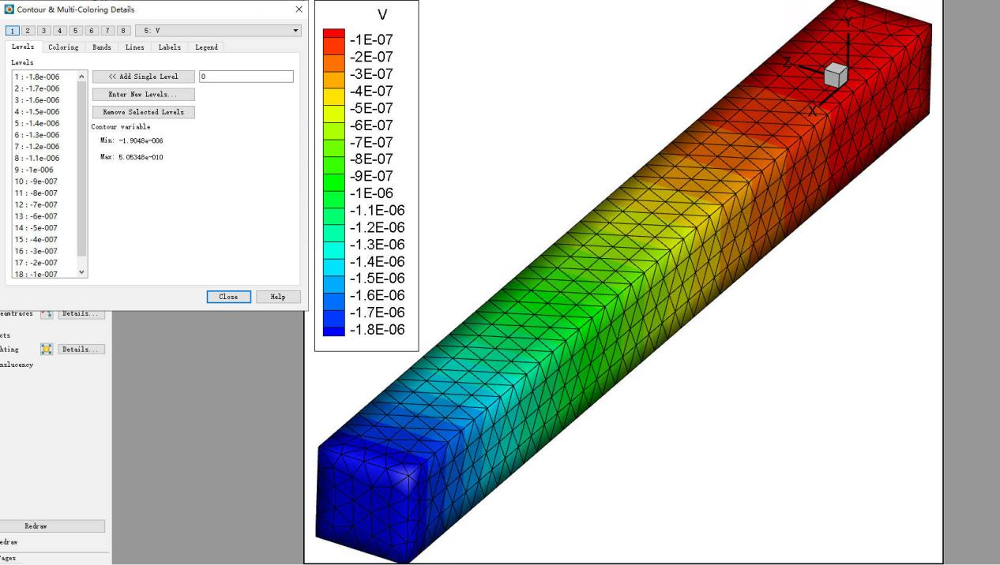 Contour & Multi-Coloring Details
1 2 3 4 5 6 7 8 5: V
Levels Coloring Bands Lines Labels Legend
Levels
1 : -1.8e-006
2 : -1.7e-006
3 : -1.6e-006
4 : -1.5e-006
5 : -1.4e-006
6 : -1.3e-006
7 : -1.2e-006
8 : -1.1e-006
9 : -1e-006
10 : -9e-007
11 : -8e-007
12 : -7e-007
13 : -6e-007
14 : -5e-007
15 : -4e-007
16 : -3e-007
17 : -2e-007
18 : -1e-007
<< Add Single Level 0
Enter New Levels...
Remove Selected Levels
Contour variable
Min: -1.9048e-006
Max: 5.05348e-010
Close Help
eamtraces Details...
cts
hting Details...
nslucency
Redraw
edraw
ages
V
-1E-07
-2E-07
-3E-07
-4E-07
-5E-07
-6E-07
-7E-07
-8E-07
-9E-07
-1E-06
-1.1E-06
-1.2E-06
-1.3E-06
-1.4E-06
-1.5E-06
-1.6E-06
-1.7E-06
-1.8E-06
Y
Z
X